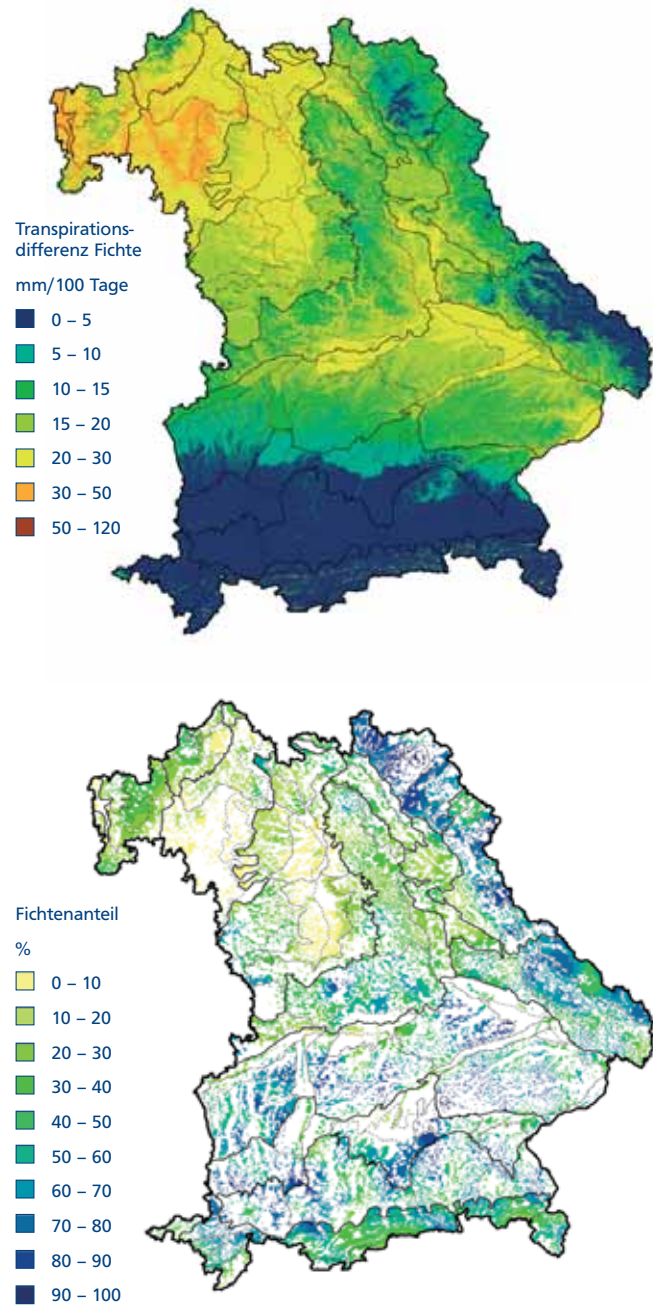 Transpirations-
differenz Fichte
mm/100 Tage
0 – 5
5 – 10
10 – 15
15 – 20
20 – 30
30 – 50
50 – 120
Fichtenanteil
%
0 – 10
10 – 20
20 – 30
30 – 40
40 – 50
50 – 60
60 – 70
70 – 80
80 – 90
90 – 100